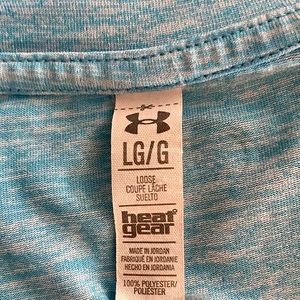 LG/G
LOOSE
COUPE LÂCHE
SUELTO
heat
gear
MADE IN JORDAN
FABRIQUÉ EN JORDANIE
HECHO EN JORDANIA
100% POLYESTER/
POLIÉSTER